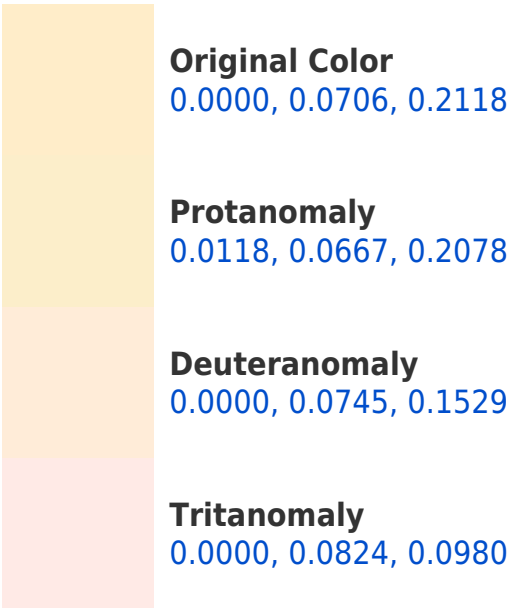 Original Color
0.0000, 0.0706, 0.2118
Protanomaly
0.0118, 0.0667, 0.2078
Deuteranomaly
0.0000, 0.0745, 0.1529
Tritanomaly
0.0000, 0.0824, 0.0980